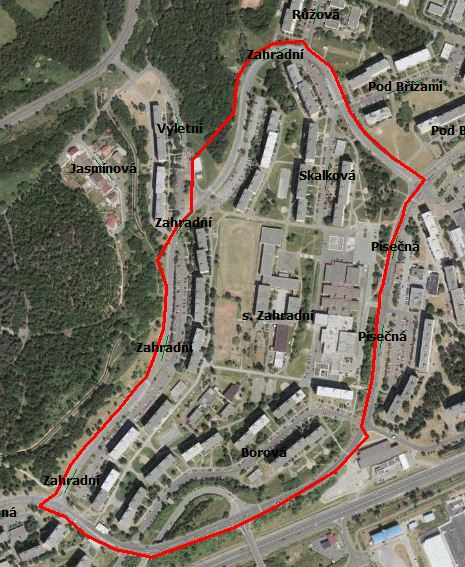 Růžová
Zahradní
Pod Břízami
Pod B
Výletní
Jasmínová
Skalková
Zahradní
Písečná
s. Zahradní
Písečná
Zahradní
Borová
Zahradní
ná